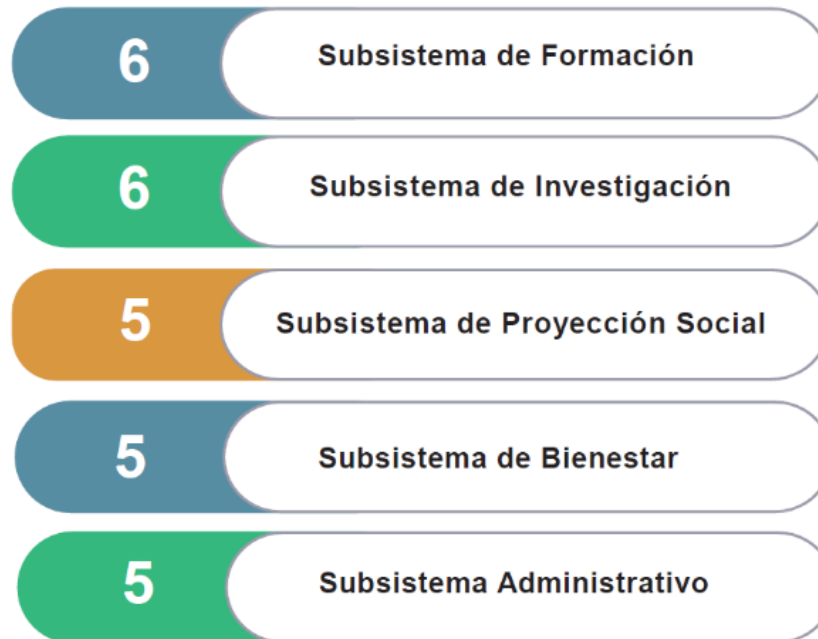 6 Subsistema de Formación
6 Subsistema de Investigación
5 Subsistema de Proyección Social
5 Subsistema de Bienestar
5 Subsistema Administrativo